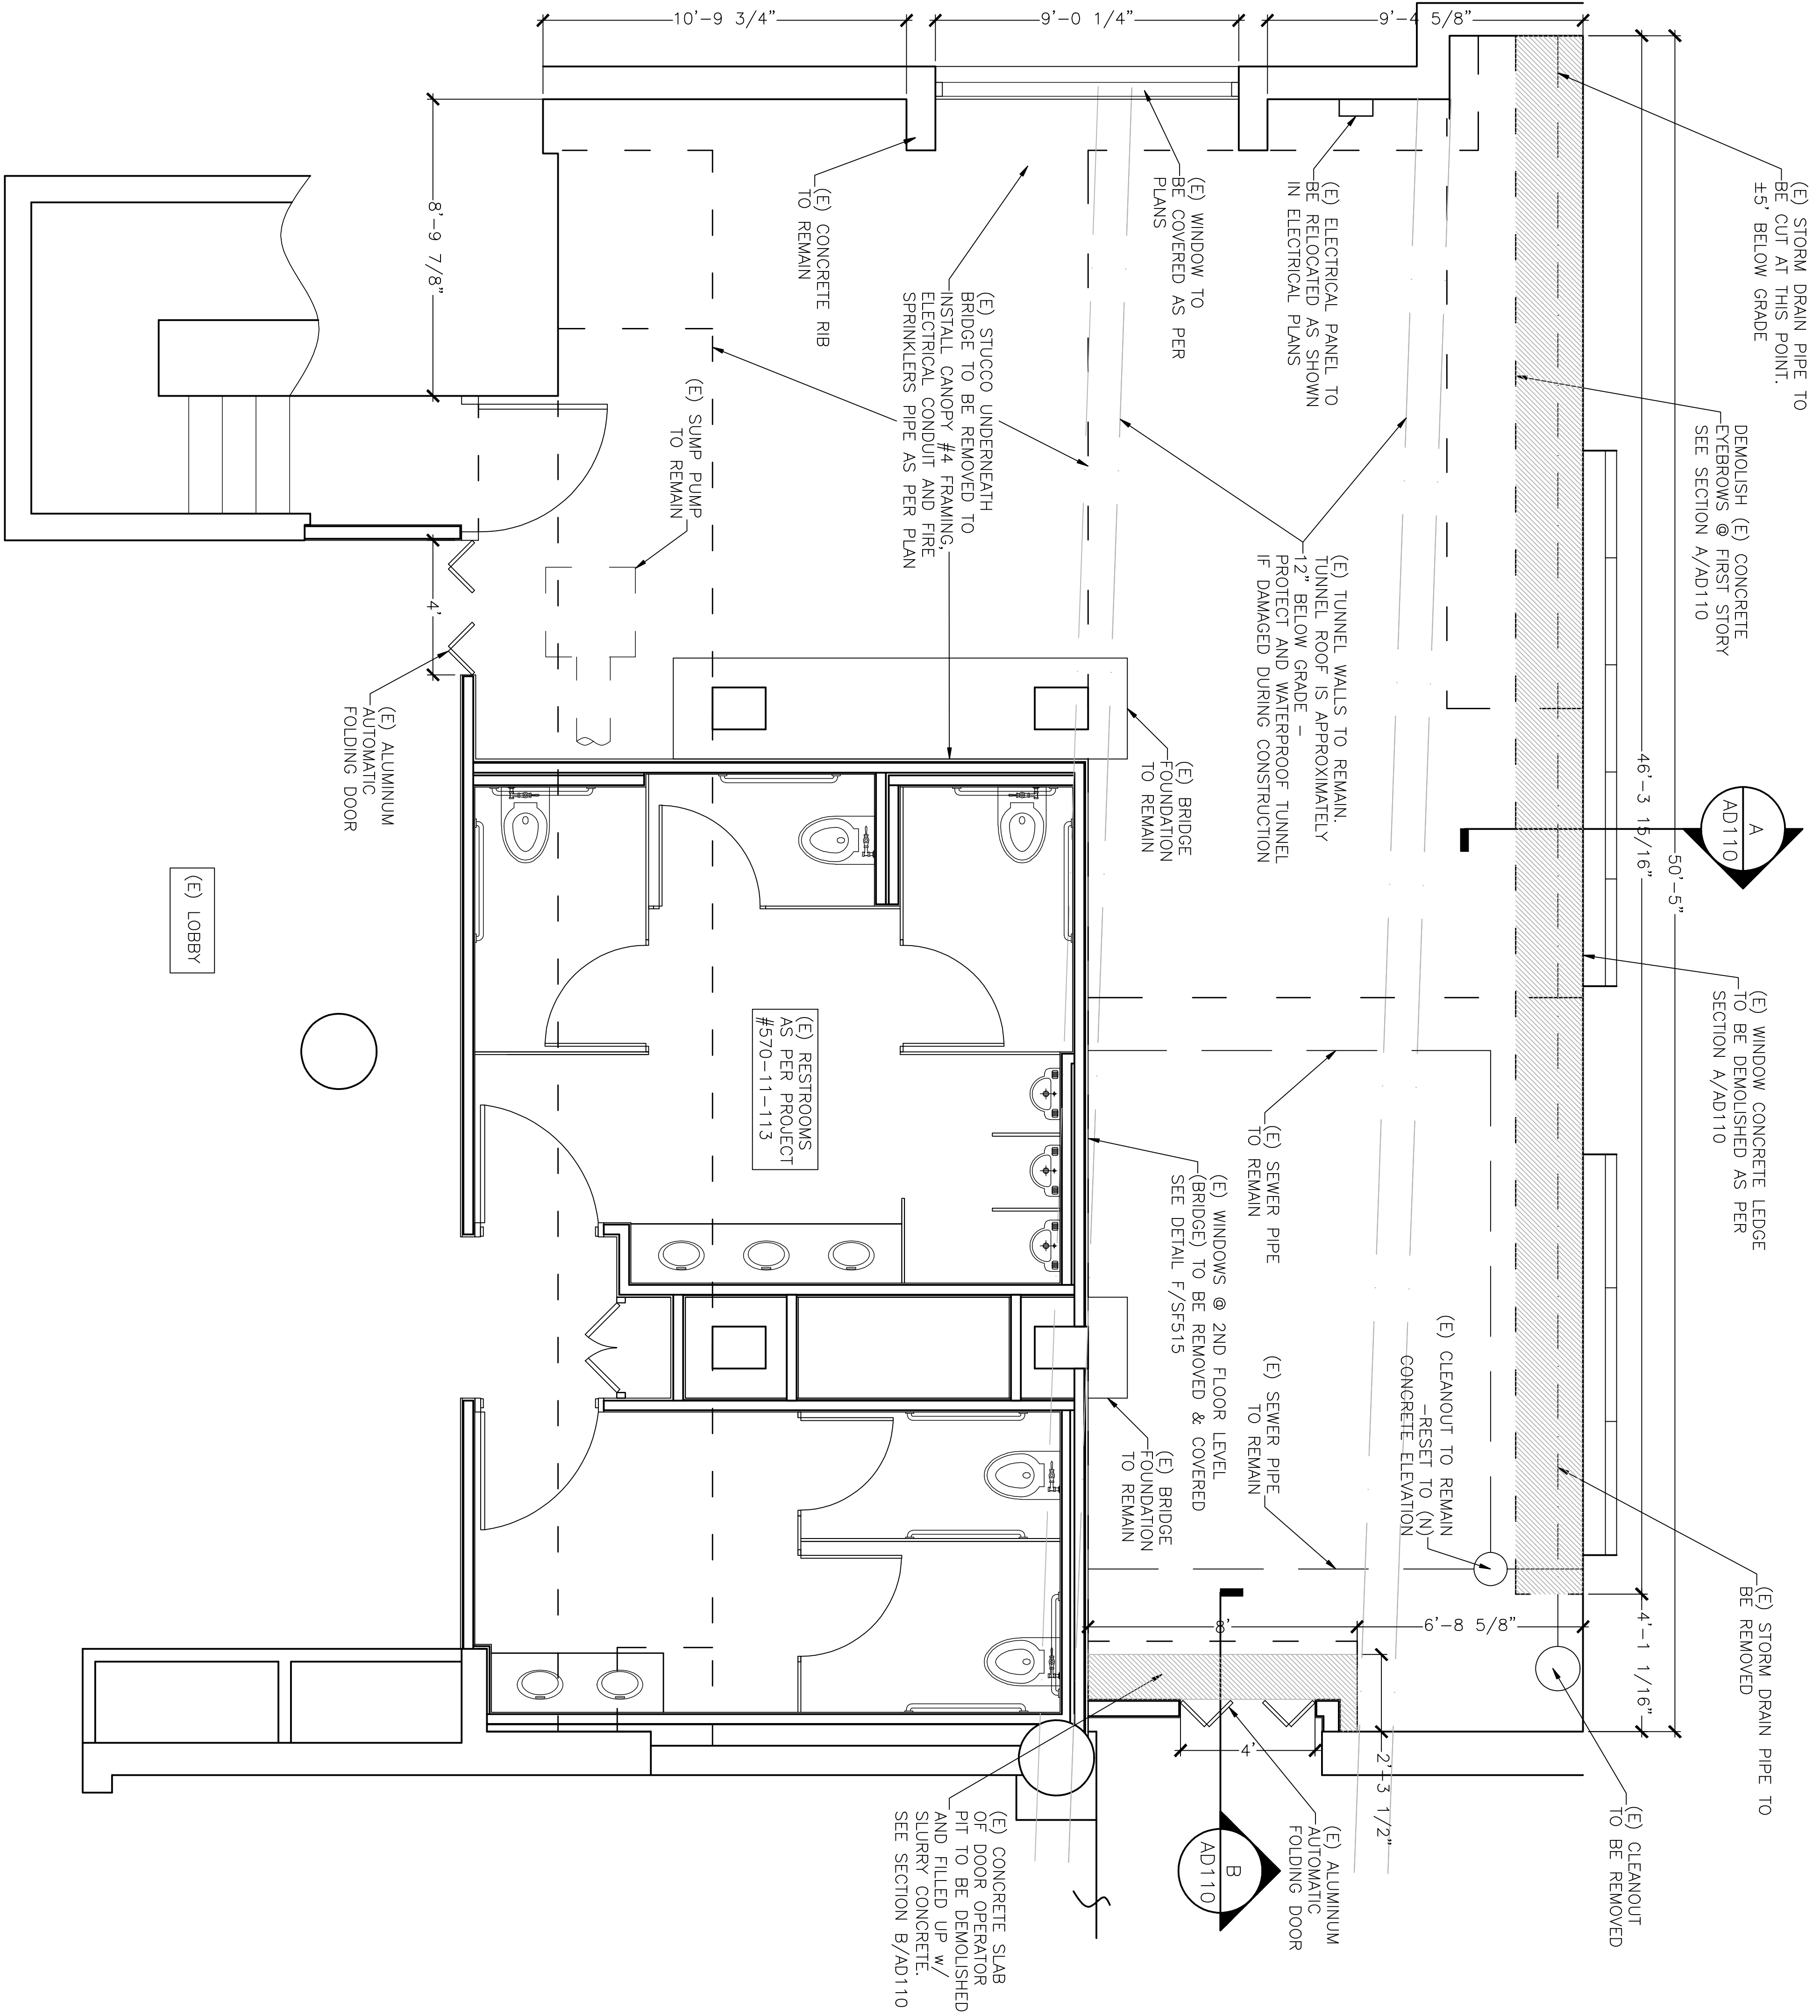 (E) STORM DRAIN PIPE TO
BE CUT AT THIS POINT.
±5' BELOW GRADE
DEMOLISH (E) CONCRETE
EYEBROWS @ FIRST STORY
SEE SECTION A/AD110
A
AD110
(E) WINDOW CONCRETE LEDGE
TO BE DEMOLISHED AS PER
SECTION A/AD110
(E) STORM DRAIN PIPE TO
BE REMOVED
(E) CLEANOUT
TO BE REMOVED
50'-5"
46'-3 15/16"
4'-1 1/16"
9'-4 5/8"
9'-0 1/4"
10'-9 3/4"
(E) ELECTRICAL PANEL TO
BE RELOCATED AS SHOWN
IN ELECTRICAL PLANS
(E) WINDOW TO
BE COVERED AS PER
PLANS
(E) CONCRETE RIB
TO REMAIN
(E) TUNNEL WALLS TO REMAIN.
TUNNEL ROOF IS APPROXIMATELY
12" BELOW GRADE -
PROTECT AND WATERPROOF TUNNEL
IF DAMAGED DURING CONSTRUCTION
(E) STUCCO UNDERNEATH
BRIDGE TO BE REMOVED TO
INSTALL CANOPY #4 FRAMING,
ELECTRICAL CONDUIT AND FIRE
SPRINKLERS PIPE AS PER PLAN
(E) BRIDGE
FOUNDATION
TO REMAIN
(E) SEWER PIPE
TO REMAIN
(E) CLEANOUT TO REMAIN
-RESET TO (N)
CONCRETE ELEVATION
(E) SEWER PIPE
TO REMAIN
(E) WINDOWS @ 2ND FLOOR LEVEL
(BRIDGE) TO BE REMOVED & COVERED
SEE DETAIL F/SF515
(E) BRIDGE
FOUNDATION
TO REMAIN
6'-8 5/8"
8'
2'-3 1/2"
4'
(E) ALUMINUM
AUTOMATIC
FOLDING DOOR
B
AD110
(E) CONCRETE SLAB
OF DOOR OPERATOR
PIT TO BE DEMOLISHED
AND FILLED UP w/
SLURRY CONCRETE.
SEE SECTION B/AD110
(E) RESTROOMS
AS PER PROJECT
#570-11-113
(E) SUMP PUMP
TO REMAIN
8'-9 7/8"
4'
(E) ALUMINUM
AUTOMATIC
FOLDING DOOR
(E) LOBBY